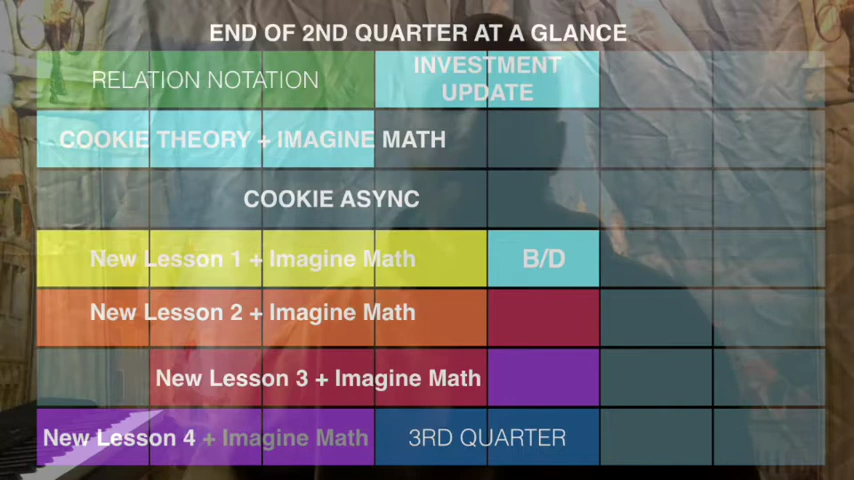 END OF 2ND QUARTER AT A GLANCE
RELATION NOTATION
INVESTMENT
UPDATE
COOKIE THEORY + IMAGINE MATH
COOKIE ASYNC
New Lesson 1 + Imagine Math
B/D
New Lesson 2 + Imagine Math
New Lesson 3 + Imagine Math
New Lesson 4 + Imagine Math
3RD QUARTER